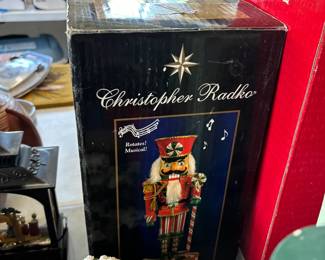 Christopher Radko®
Rotates!
Musical!